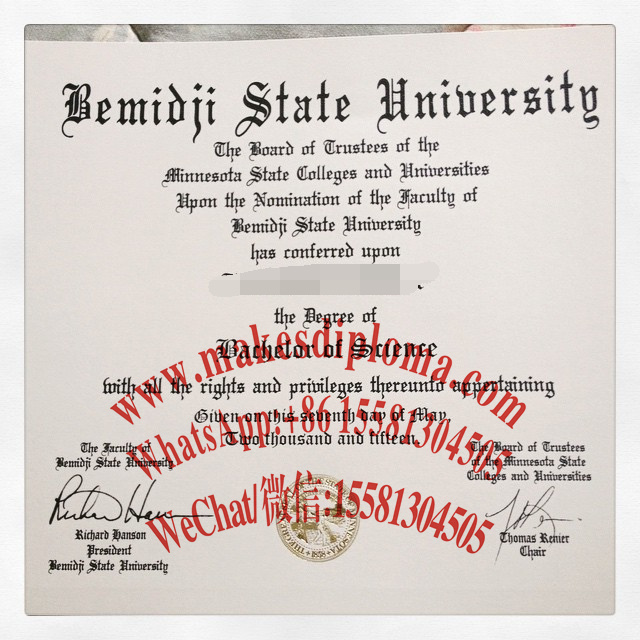 Bemidji State University
The Board of Trustees of the
Minnesota State Colleges and Universities
Upon the Nomination of the Faculty of
Bemidji State University
has conferred upon
the Degree of
Bachelor of Science
with all the rights and privileges thereunto appertaining
Given on this seventh day of May,
Two thousand and fifteen.
www.makesdiploma.com
WhatsApp:+86 15581304505
WeChat/微信:15581304505
The Faculty of
Bemidji State University
Richard Hanson
President
Bemidji State University
The Board of Trustees
of the Minnesota State
Colleges and Universities
Thomas Renier
Chair